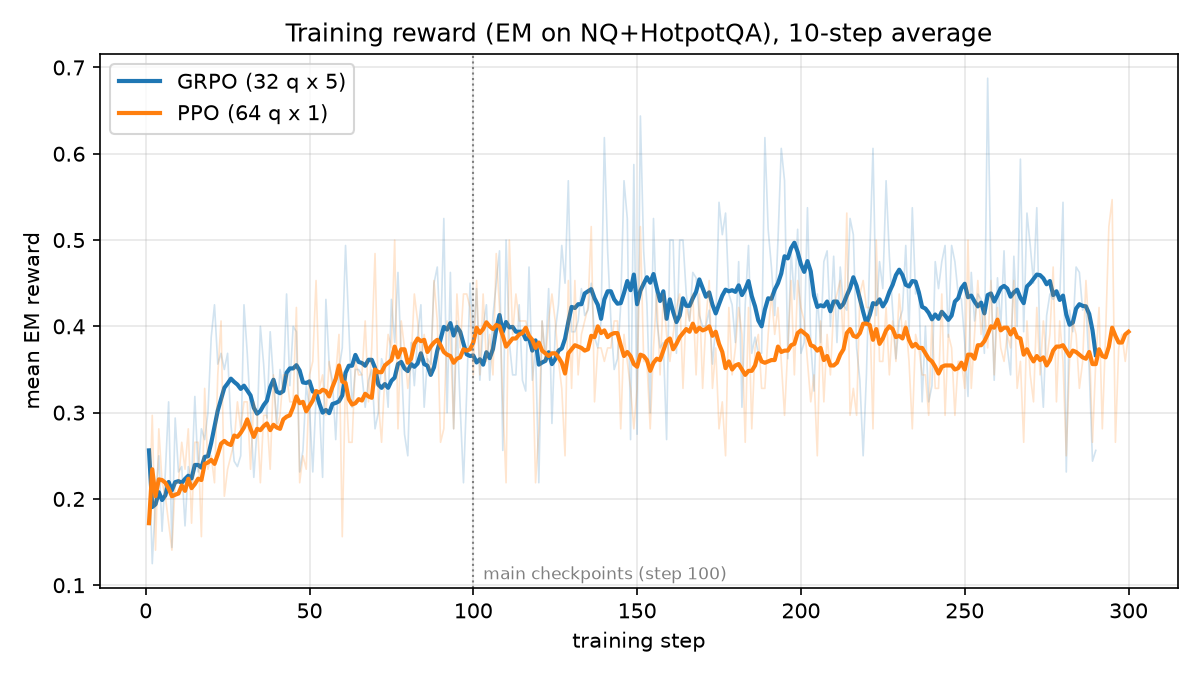 Training reward (EM on NQ+HotpotQA), 10-step average
GRPO (32 q x 5)
PPO (64 q x 1)
mean EM reward
0.7
0.6
0.5
0.4
0.3
0.2
0.1
main checkpoints (step 100)
0 50 100 150 200 250 300
training step